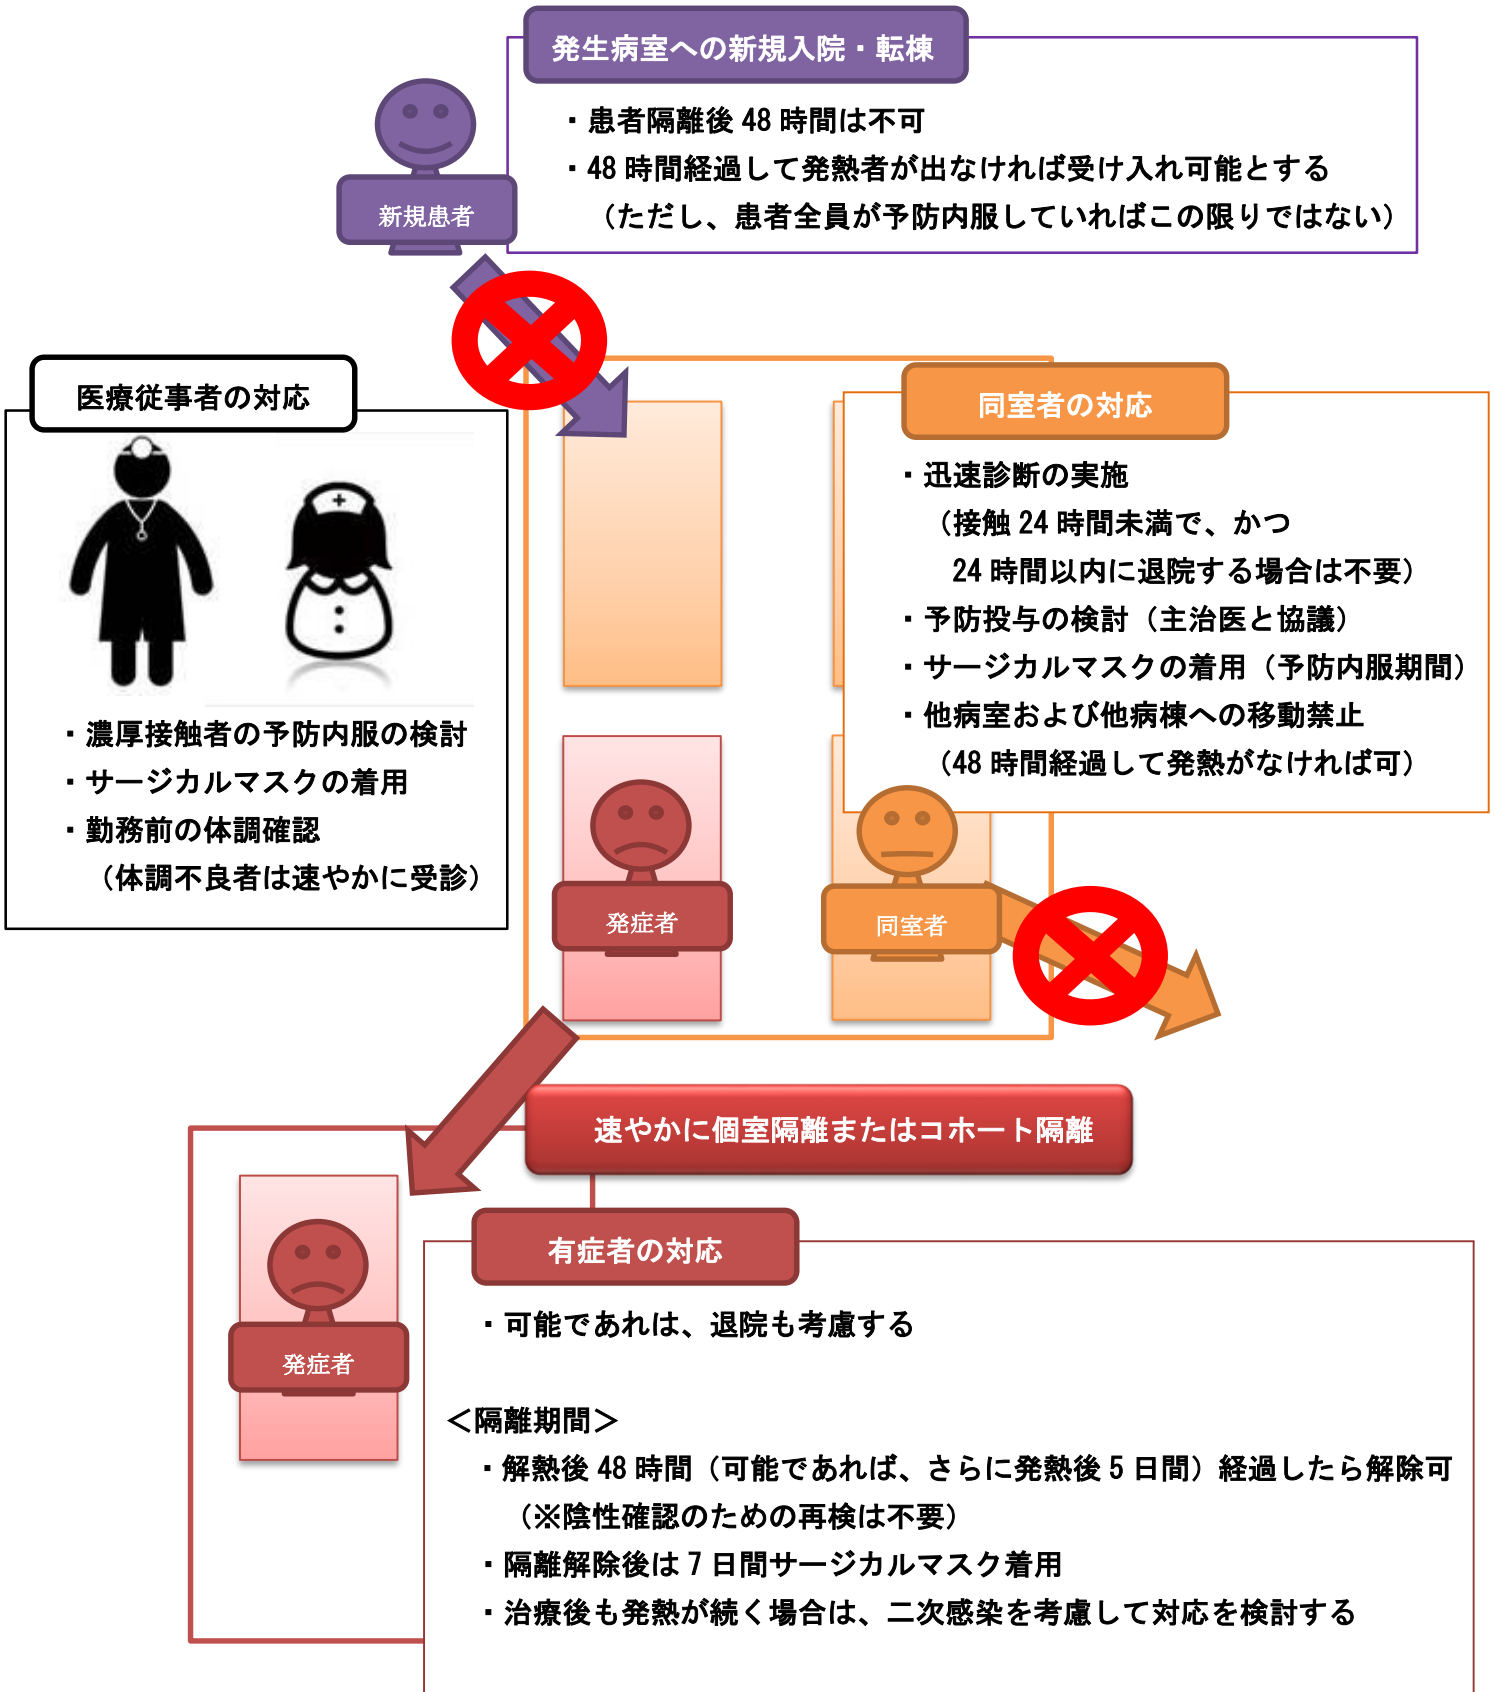 発生病室への新規入院・転棟
・患者隔離後 48 時間は不可
・48 時間経過して発熱者が出なければ受け入れ可能とする
（ただし、患者全員が予防内服していればこの限りではない）
新規患者
医療従事者の対応
・濃厚接触者の予防内服の検討
・サージカルマスクの着用
・勤務前の体調確認
（体調不良者は速やかに受診）
同室者の対応
・迅速診断の実施
（接触 24 時間未満で、かつ
24 時間以内に退院する場合は不要）
・予防投与の検討（主治医と協議）
・サージカルマスクの着用（予防内服期間）
・他病室および他病棟への移動禁止
（48 時間経過して発熱がなければ可）
発症者
同室者
速やかに個室隔離またはコホート隔離
発症者
有症者の対応
・可能であれは、退院も考慮する
＜隔離期間＞
・解熱後 48 時間（可能であれば、さらに発熱後 5 日間）経過したら解除可
（※陰性確認のための再検は不要）
・隔離解除後は 7 日間サージカルマスク着用
・治療後も発熱が続く場合は、二次感染を考慮して対応を検討する